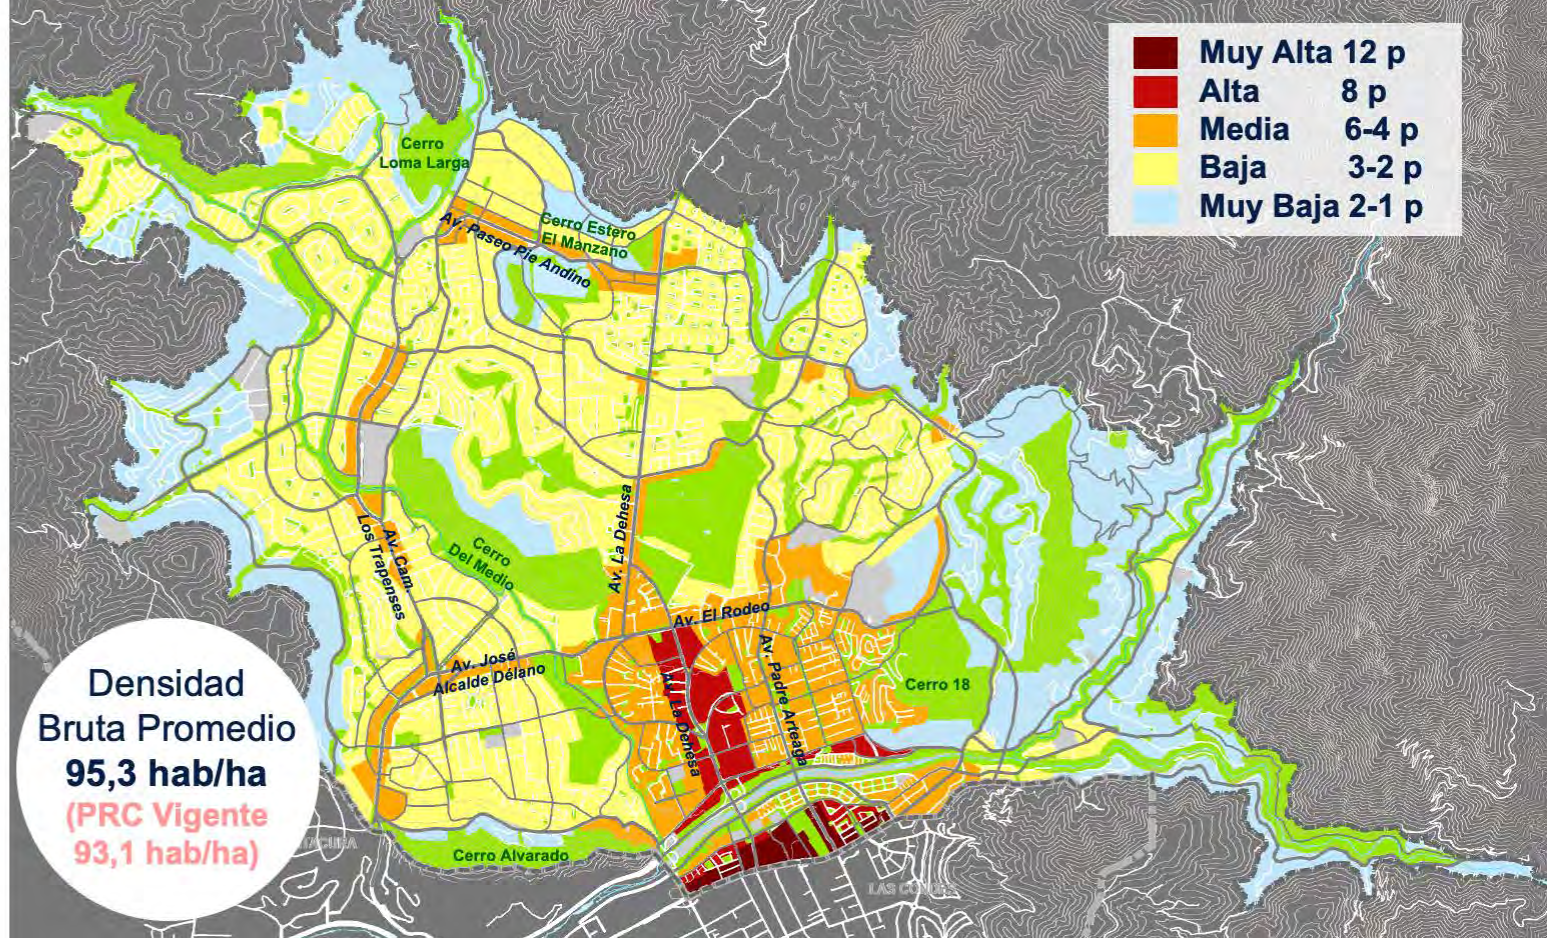 Muy Alta 12 p
Alta 8 p
Media 6-4 p
Baja 3-2 p
Muy Baja 2-1 p
Cerro
Loma Larga
Cerro Estero
El Manzano
Av. Paseo Pie Andino
Av. La Dehesa
Cerro
Del Medio
Av. Cam.
Los Trapenses
Av. El Rodeo
Av. José
Alcalde Délano
Av. La Dehesa
Av. Padre Arteaga
Cerro 18
Cerro Alvarado
LAS CONDES
Densidad
Bruta Promedio
95,3 hab/ha
(PRC Vigente
93,1 hab/ha)